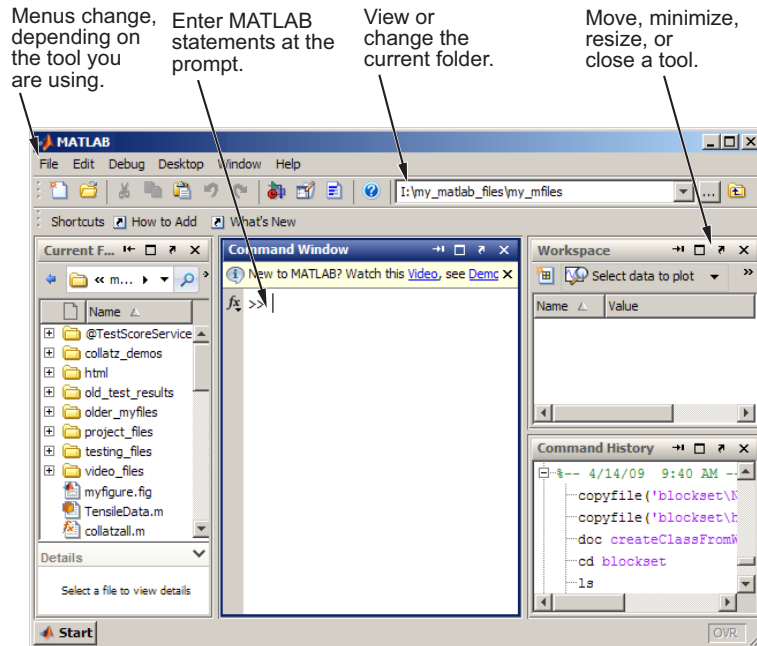 Menus change,
depending on
the tool you
are using.
Enter MATLAB
statements at the
prompt.
View or
change the
current folder.
Move, minimize,
resize, or
close a tool.
MATLAB
File Edit Debug Desktop Window Help
I:\my_matlab_files\my_mfiles
Shortcuts How to Add What's New
Current F...
« m...
Name
@TestScoreService
collatz_demos
html
old_test_results
older_myfiles
project_files
testing_files
video_files
myfigure.fig
TensileData.m
collatzall.m
Details
Select a file to view details
Command Window
New to MATLAB? Watch this Video, see Demo
fx >>
Workspace
Select data to plot »
Name Value
Command History
%-- 4/14/09 9:40 AM --
copyfile('blockset\N
copyfile('blockset\h
doc createClassFromW
cd blockset
ls
Start
OVR